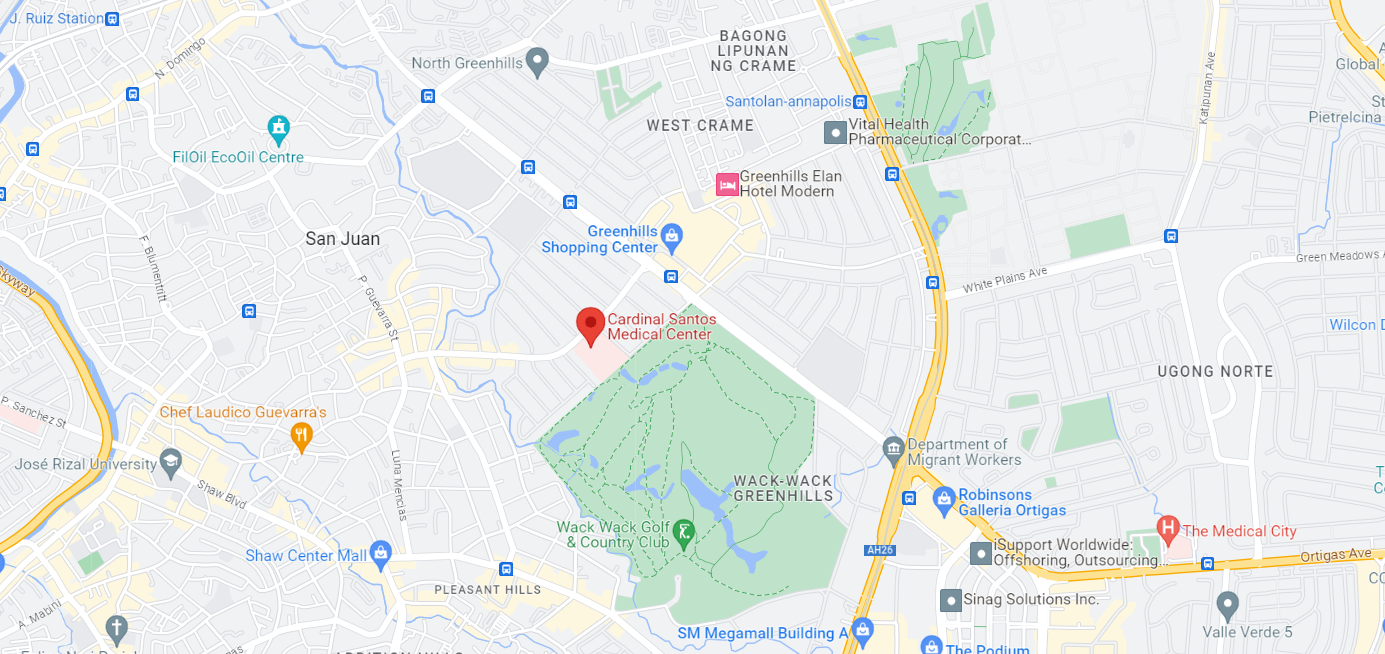 J. Ruiz Station
N. Domingo
North Greenhills
BAGONG
LIPUNAN
NG CRAME
Santolan-annapolis
WEST CRAME
Vital Health
Pharmaceutical Corporat...
Katipunan Ave
Global
Pietrelcina
FilOil EcoOil Centre
Greenhills Elan
Hotel Modern
Greenhills
Shopping Center
San Juan
F. Blumentritt
P. Guevarra St
Skyway
White Plains Ave
Green Meadows A
Cardinal Santos
Medical Center
Wilcon D
UGONG NORTE
P. Sanchez St
Chef Laudico Guevarra's
José Rizal University
Shaw Blvd
Luna Mencias
Department of
Migrant Workers
WACK-WACK
GREENHILLS
Robinsons
Galleria Ortigas
Wack Wack Golf
& Country Club
The Medical City
Shaw Center Mall
AH26
iSupport Worldwide:
Offshoring, Outsourcing...
Ortigas Ave
PLEASANT HILLS
Sinag Solutions Inc.
A. Mabini
Valle Verde 5
SM Megamall Building A
The Podium